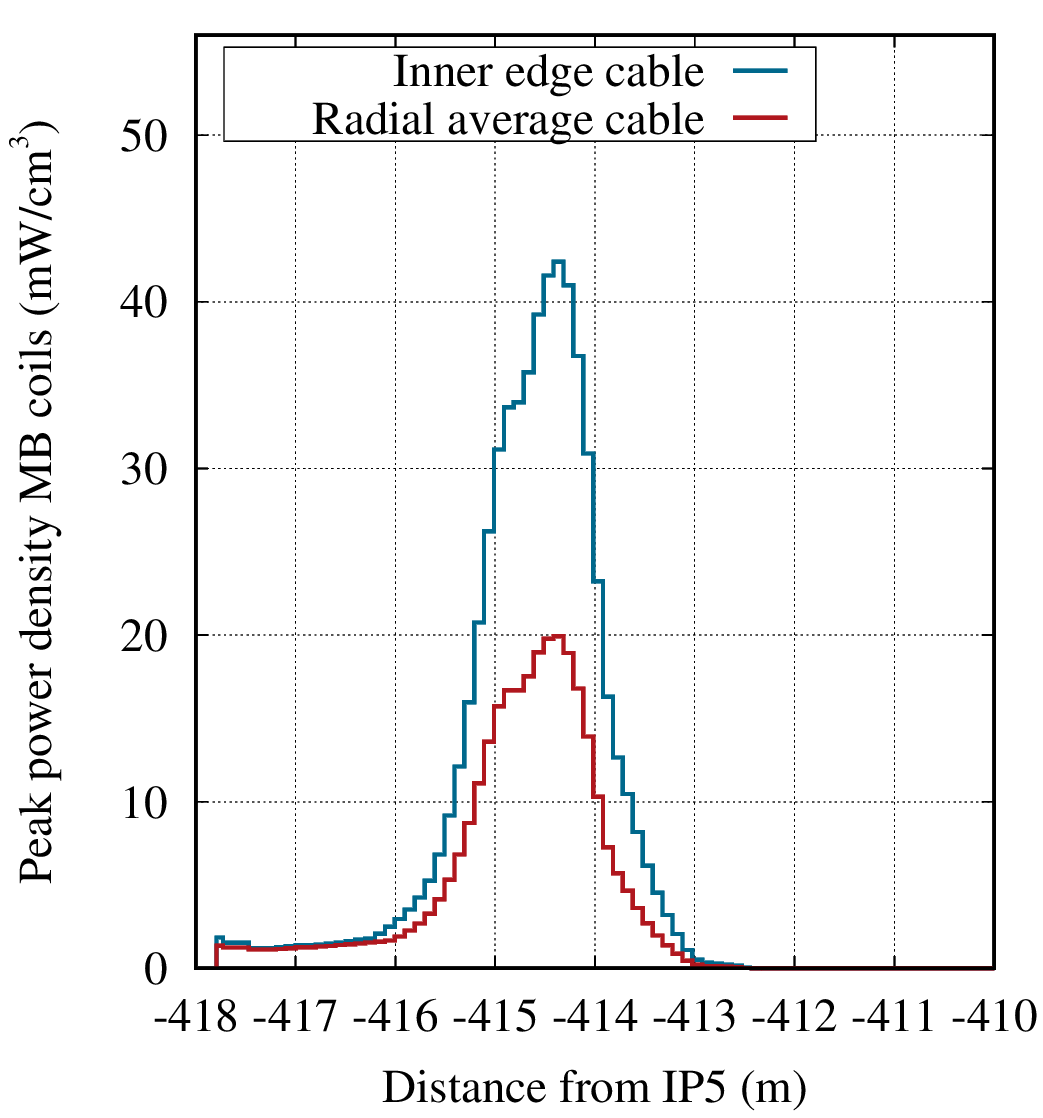 Inner edge cable
Radial average cable
Peak power density MB coils (mW/cm³)
50
40
30
20
10
0
-418 -417 -416 -415 -414 -413 -412 -411 -410
Distance from IP5 (m)